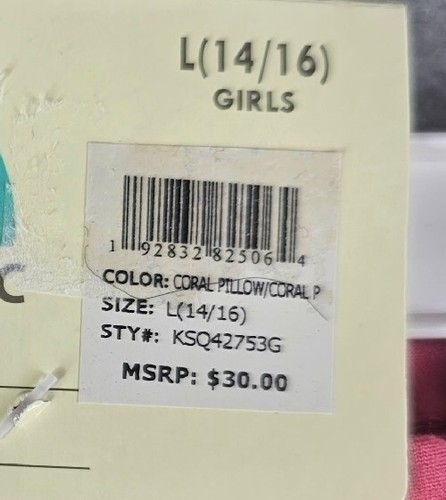 L(14/16)
GIRLS
1 92832 82506 4
COLOR: CORAL PILLOW/CORAL P
SIZE: L(14/16)
STY#: KSQ42753G
MSRP: $30.00